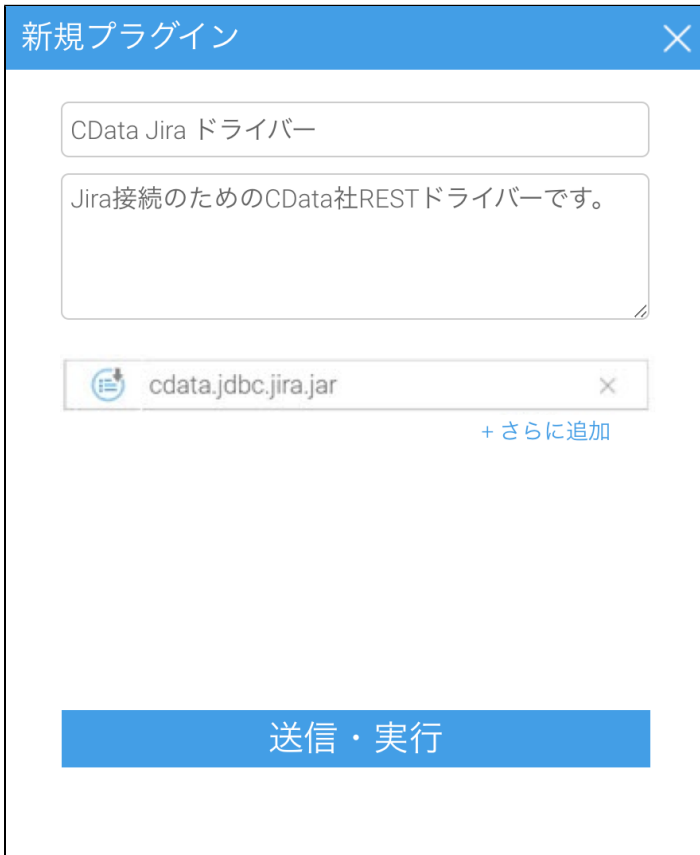 新規プラグイン
CData Jira ドライバー
Jira接続のためのCData社RESTドライバーです。
cdata.jdbc.jira.jar
+ さらに追加
送信・実行